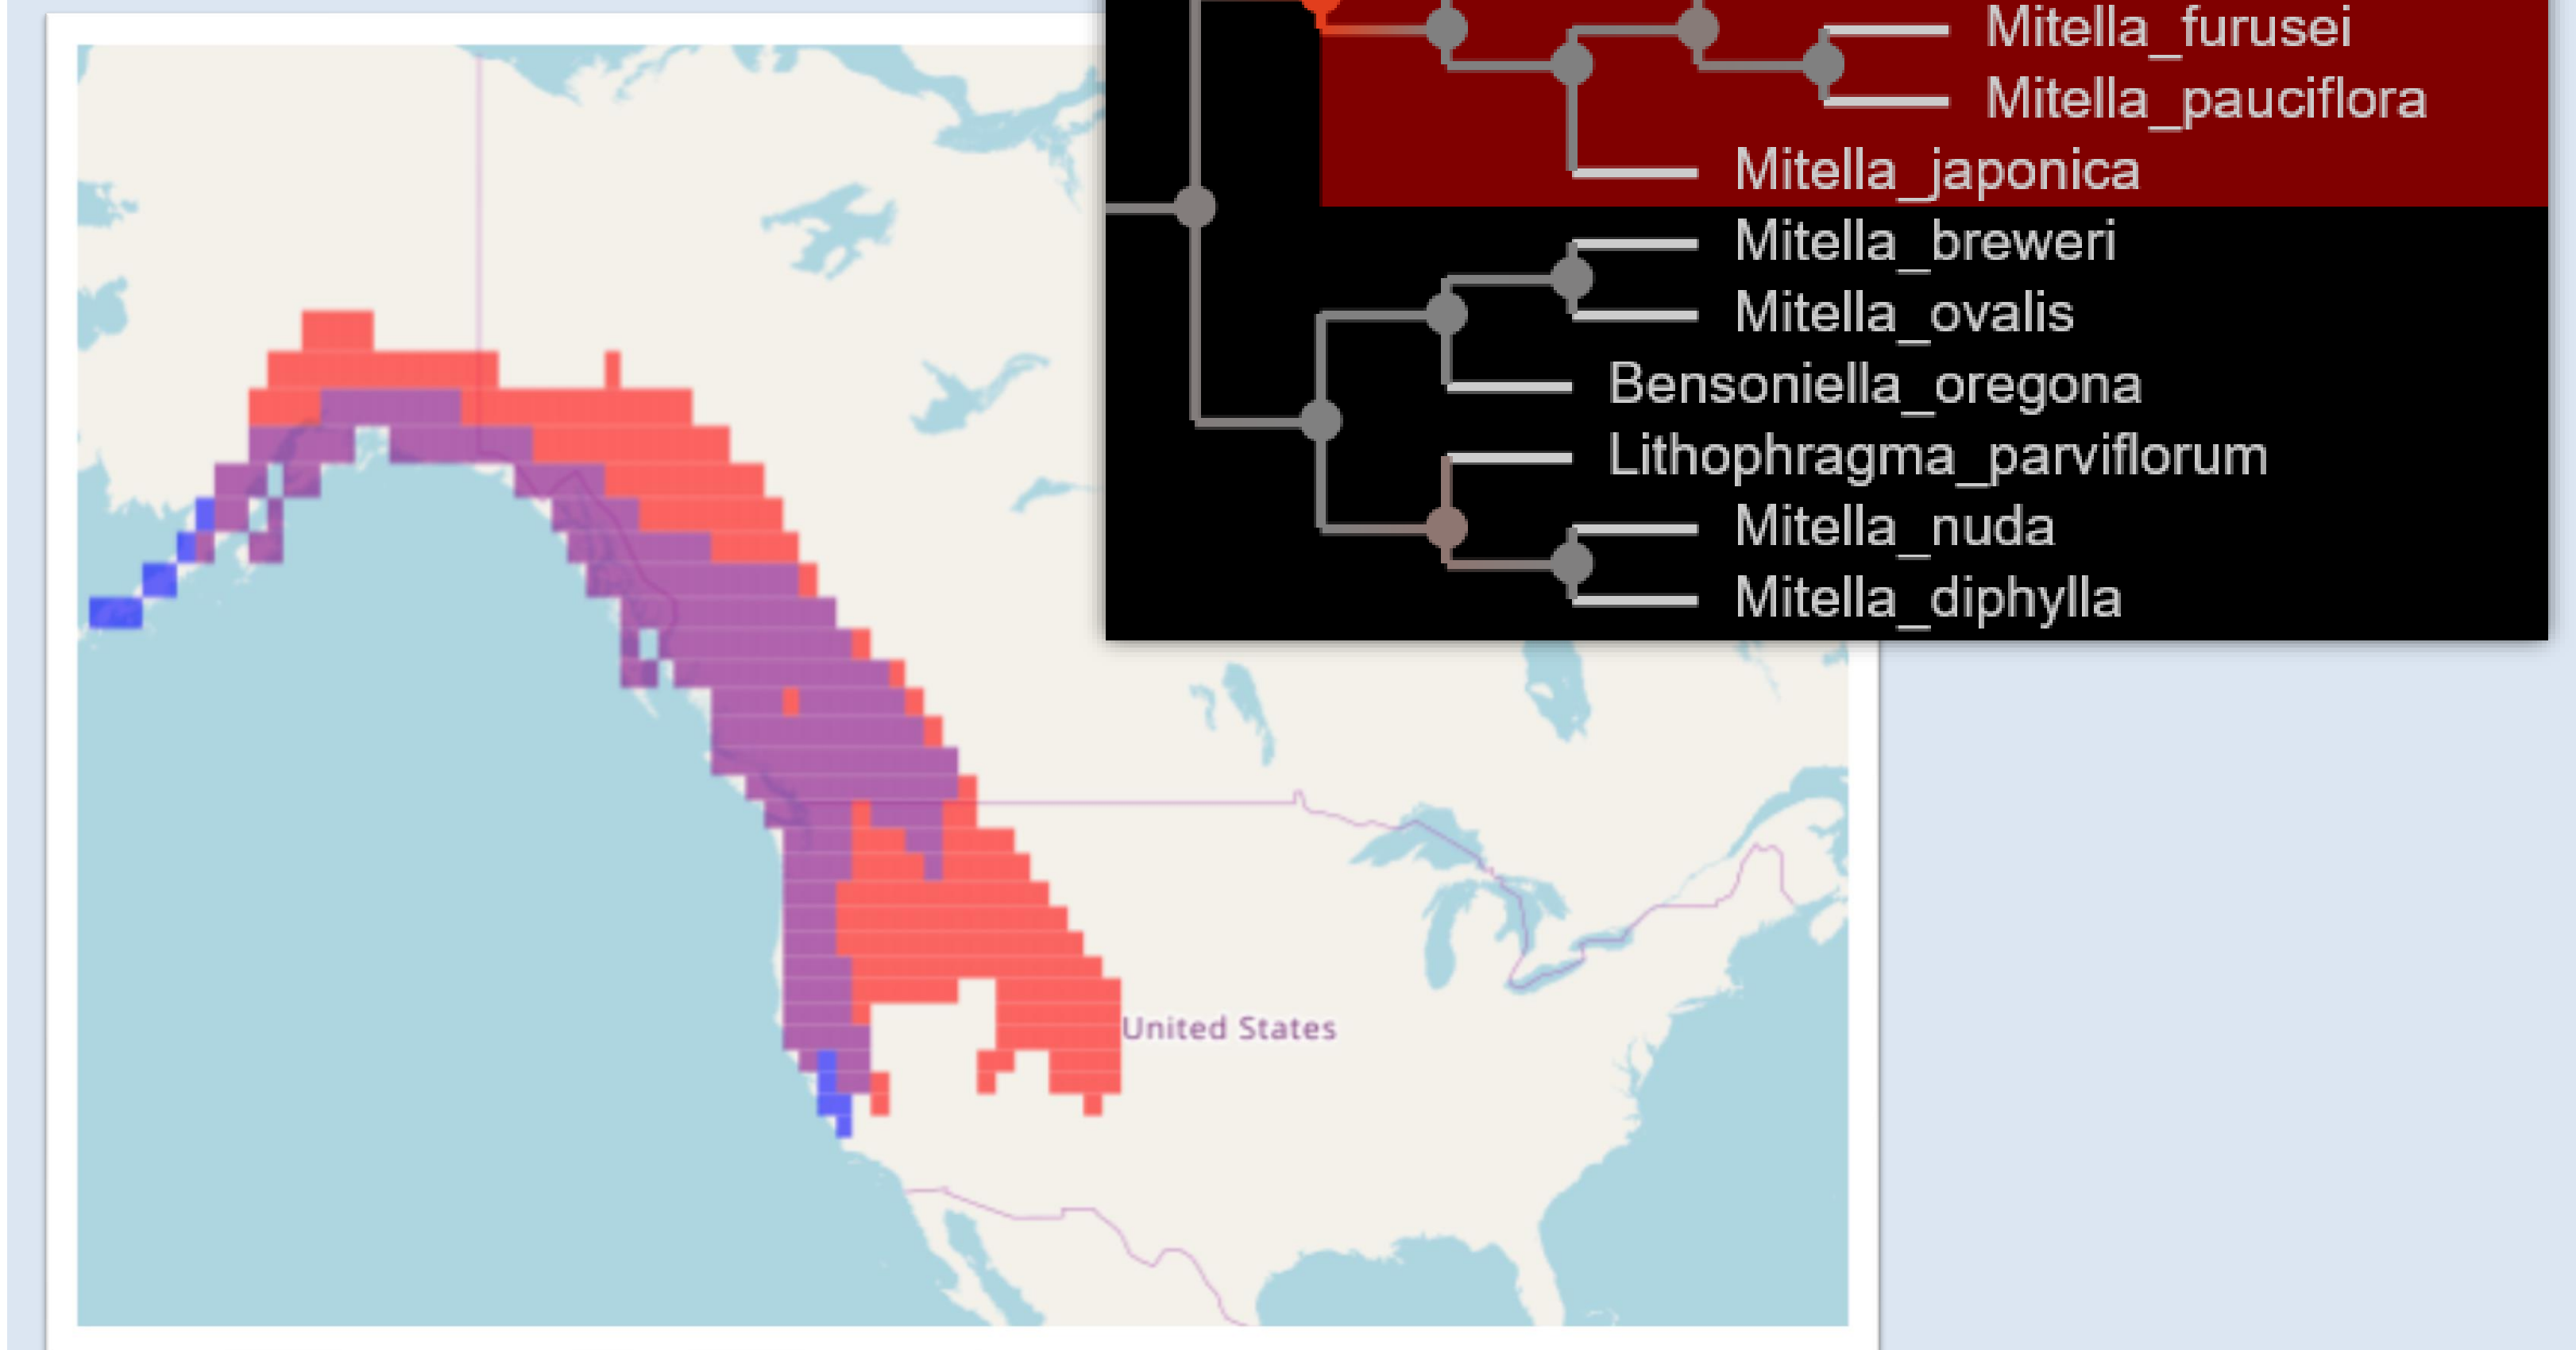 Mitella_furusei
Mitella_pauciflora
Mitella_japonica
Mitella_breweri
Mitella_ovalis
Bensoniella_oregona
Lithophragma_parviflorum
Mitella_nuda
Mitella_diphylla
United States